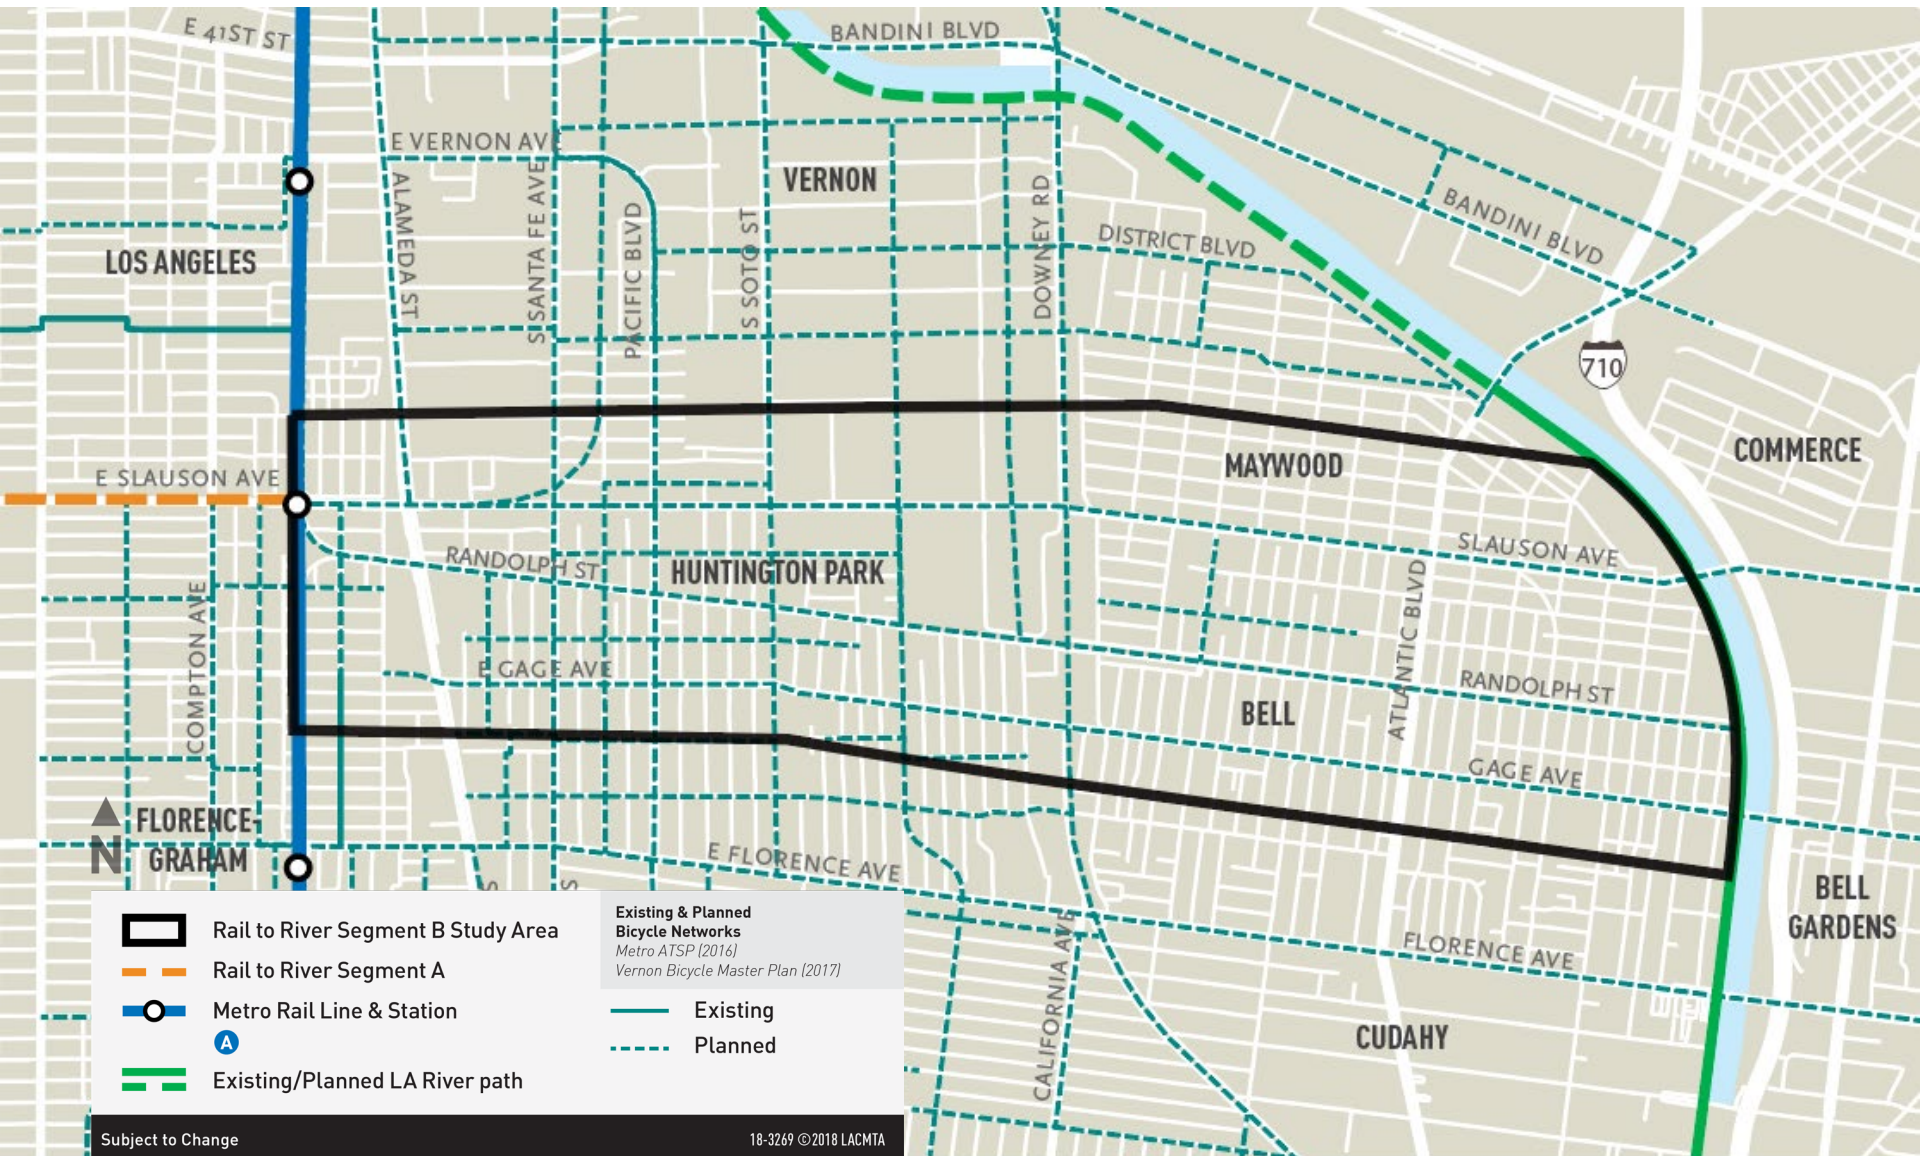 E 41ST ST
BANDINI BLVD
E VERNON AVE
VERNON
ALAMEDA ST
S SANTA FE AVE
PACIFIC BLVD
S SOTO ST
DOWNEY RD
DISTRICT BLVD
BANDINI BLVD
LOS ANGELES
710
COMMERCE
MAYWOOD
E SLAUSON AVE
SLAUSON AVE
RANDOLPH ST
HUNTINGTON PARK
COMPTON AVE
ATLANTIC BLVD
E GAGE AVE
RANDOLPH ST
BELL
GAGE AVE
FLORENCE-
GRAHAM
N
E FLORENCE AVE
BELL
GARDENS
S
S
CALIFORNIA AVE
FLORENCE AVE
CUDAHY
Rail to River Segment B Study Area
Rail to River Segment A
Metro Rail Line & Station
A
Existing/Planned LA River path
Existing & Planned
Bicycle Networks
Metro ATSP (2016)
Vernon Bicycle Master Plan (2017)
Existing
Planned
Subject to Change
18-3269 ©2018 LACMTA